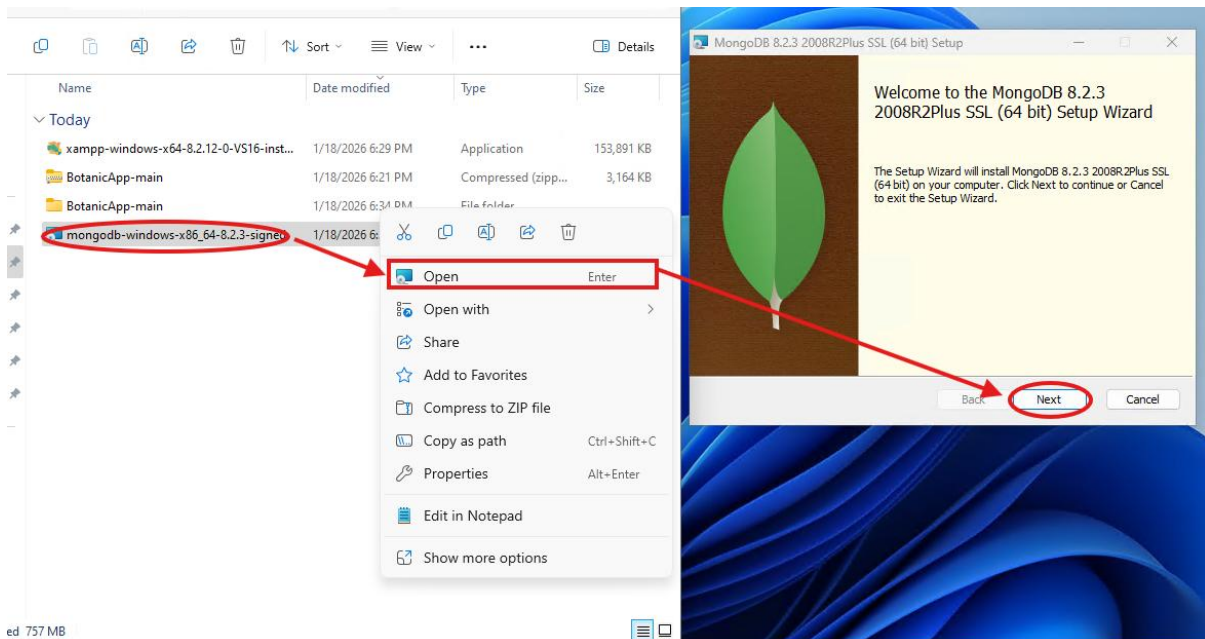 Sort
View
...
Details
Name
Date modified
Type
Size
Today
xampp-windows-x64-8.2.12-0-VS16-inst...
1/18/2026 6:29 PM
Application
153,891 KB
BotanicApp-main
1/18/2026 6:21 PM
Compressed (zipp...
3,164 KB
BotanicApp-main
1/18/2026 6:34 PM
File folder
mongodb-windows-x86_64-8.2.3-signed
1/18/2026 6:
Open
Enter
Open with
Share
Add to Favorites
Compress to ZIP file
Copy as path
Ctrl+Shift+C
Properties
Alt+Enter
Edit in Notepad
Show more options
ed 757 MB
MongoDB 8.2.3 2008R2Plus SSL (64 bit) Setup
Welcome to the MongoDB 8.2.3
2008R2Plus SSL (64 bit) Setup Wizard
The Setup Wizard will install MongoDB 8.2.3 2008R2Plus SSL
(64 bit) on your computer. Click Next to continue or Cancel
to exit the Setup Wizard.
Back
Next
Cancel